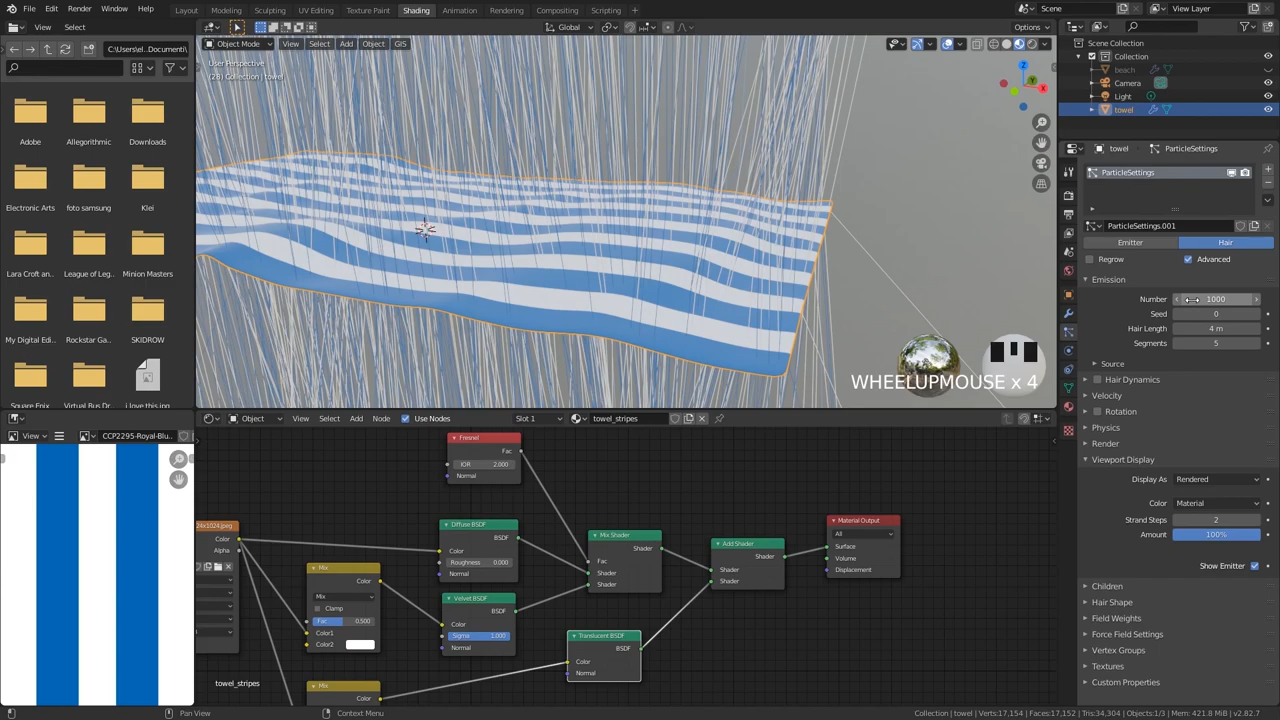 File Edit Render Window Help
Layout Modeling Sculpting UV Editing Texture Paint Shading Animation Rendering Compositing Scripting
Scene
View Layer
View Select
Global
Options
C:\Users\el...Documenti\
Object Mode View Select Add Object GIS
User Perspective
(28) Collection | towel
Z
Y
X
Scene Collection
Collection
beach
Camera
Light
towel
Adobe Allegorithmic Downloads
Electronic Arts foto samsung Klei
Lara Croft an... League of Leg... Minion Masters
My Digital Edi... Rockstar Ga... SKIDROW
Square Enix Virtual Bus Dr... I love this.jpg
towel ParticleSettings
ParticleSettings
ParticleSettings.001
Emitter Hair
Regrow Advanced
Emission
Number 1000
Seed 0
Hair Length 4 m
Segments 5
Source
Hair Dynamics
Velocity
Rotation
Physics
Render
Viewport Display
Display As Rendered
Color Material
Strand Steps 2
Amount 100%
Show Emitter
Children
Hair Shape
Field Weights
Force Field Settings
Vertex Groups
Textures
Custom Properties
WHEELUPMOUSE x 4
View CCP2295-Royal-Blu..
Object View Select Add Node Use Nodes Slot 1 towel_stripes
Fresnel
Fac
IOR 2.000
Normal
24x1024.jpeg
Color
Alpha
Diffuse BSDF
BSDF
Color
Roughness 0.000
Normal
Mix
Color
Mix
Clamp
Fac 0.500
Color1
Color2
Velvet BSDF
BSDF
Color
Sigma 1.000
Normal
Mix Shader
Shader
Fac
Shader
Shader
Add Shader
Shader
Shader
Shader
Material Output
All
Surface
Volume
Displacement
Translucent BSDF
BSDF
Color
Normal
Mix
Color
towel_stripes
Pan View
Context Menu
Collection | towel | Verts:17,154 | Faces:17,152 | Tris:34,304 | Objects:1/3 | Mem: 421.8 MiB | v2.82.7